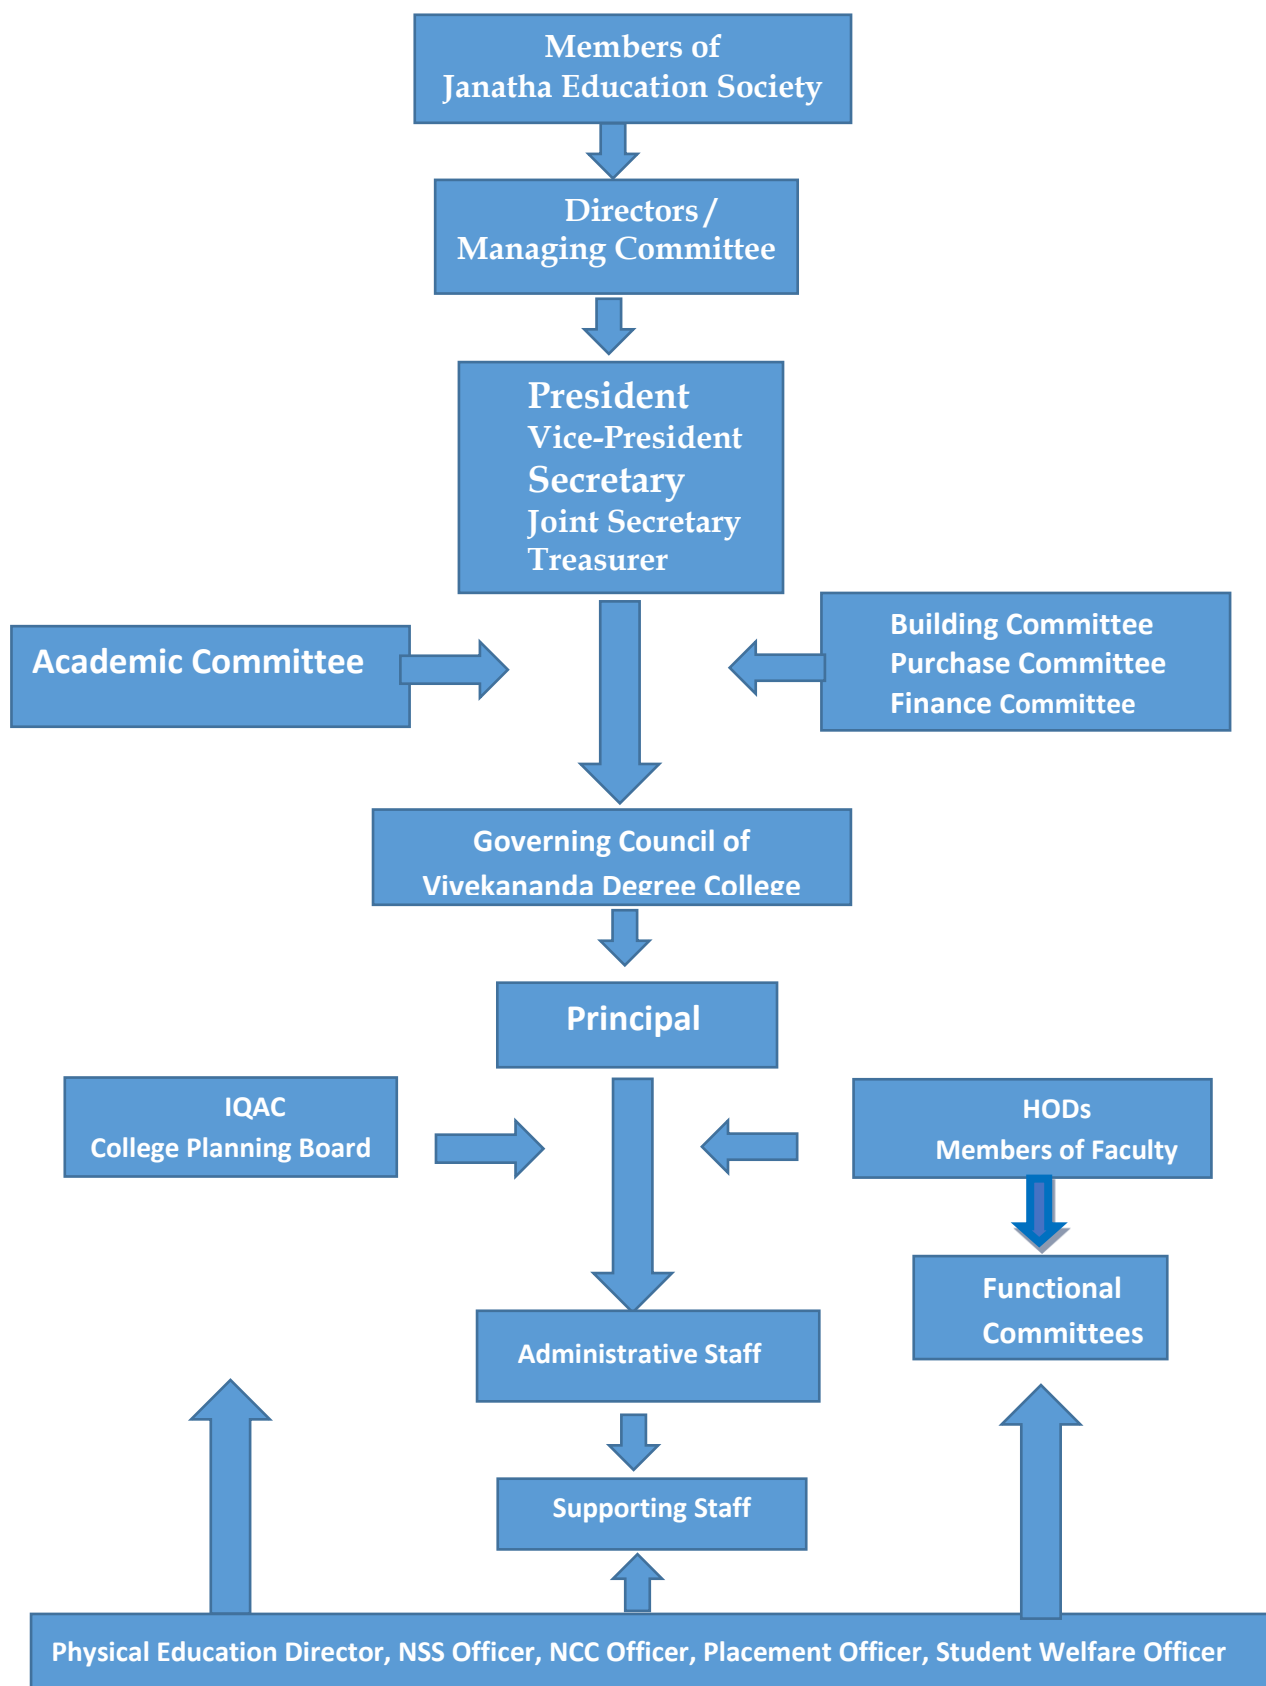 Members of
Janatha Education Society
Directors /
Managing Committee
President
Vice-President
Secretary
Joint Secretary
Treasurer
Academic Committee
Building Committee
Purchase Committee
Finance Committee
Governing Council of
Vivekananda Degree College
Principal
IQAC
College Planning Board
HODs
Members of Faculty
Functional
Committees
Administrative Staff
Supporting Staff
Physical Education Director, NSS Officer, NCC Officer, Placement Officer, Student Welfare Officer